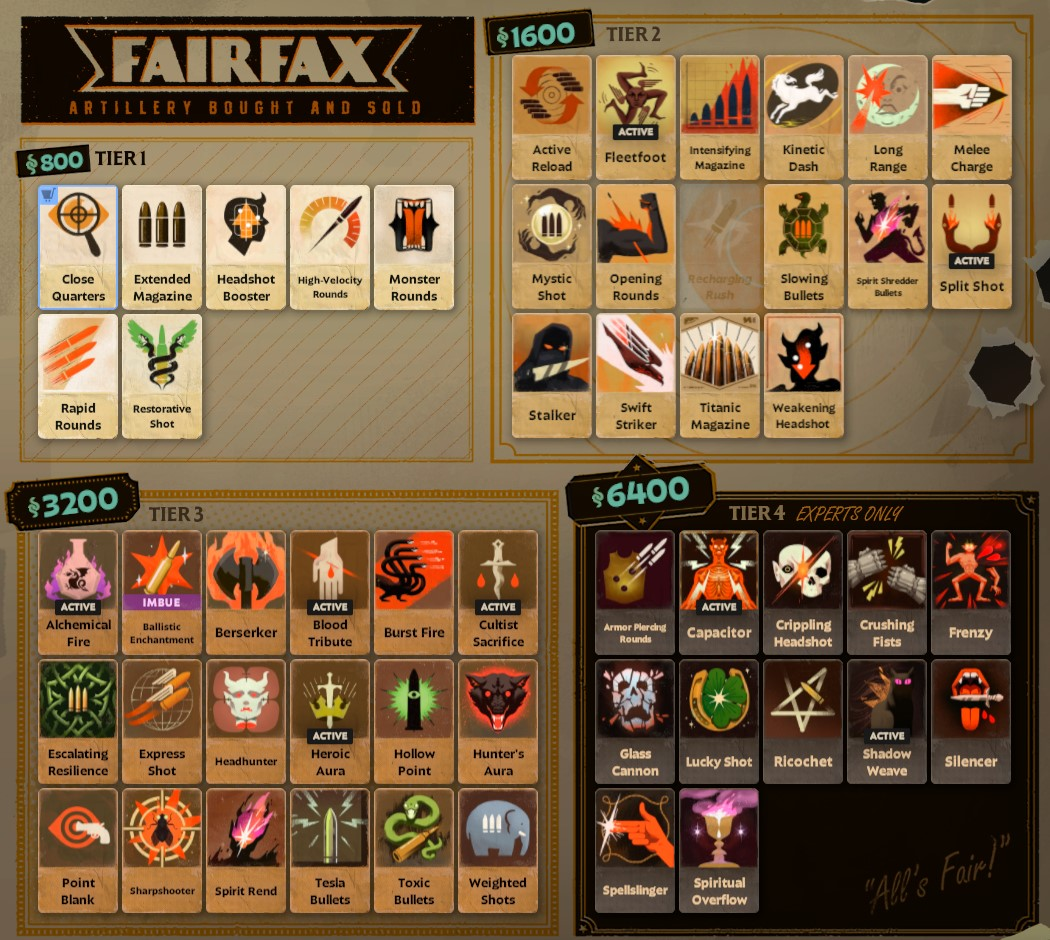 FAIRFAX
ARTILLERY BOUGHT AND SOLD
§800 TIER 1
Close
Quarters
Extended
Magazine
Headshot
Booster
High-Velocity
Rounds
Monster
Rounds
Rapid
Rounds
Restorative
Shot
§1600 TIER 2
Active
Reload
ACTIVE
Fleetfoot
Intensifying
Magazine
Kinetic
Dash
Long
Range
Melee
Charge
Mystic
Shot
Opening
Rounds
Recharging
Rush
Slowing
Bullets
Spirit Shredder
Bullets
ACTIVE
Split Shot
Stalker
Swift
Striker
Titanic
Magazine
Weakening
Headshot
§3200 TIER 3
ACTIVE
Alchemical
Fire
IMBUE
Ballistic
Enchantment
Berserker
ACTIVE
Blood
Tribute
Burst Fire
ACTIVE
Cultist
Sacrifice
Escalating
Resilience
Express
Shot
Headhunter
ACTIVE
Heroic
Aura
Hollow
Point
Hunter's
Aura
Point
Blank
Sharpshooter
Spirit Rend
Tesla
Bullets
Toxic
Bullets
Weighted
Shots
§6400 TIER 4 EXPERTS ONLY
Armor Piercing
Rounds
ACTIVE
Capacitor
Crippling
Headshot
Crushing
Fists
Frenzy
Glass
Cannon
Lucky Shot
Ricochet
ACTIVE
Shadow
Weave
Silencer
Spellslinger
Spiritual
Overflow
"All's Fair!"